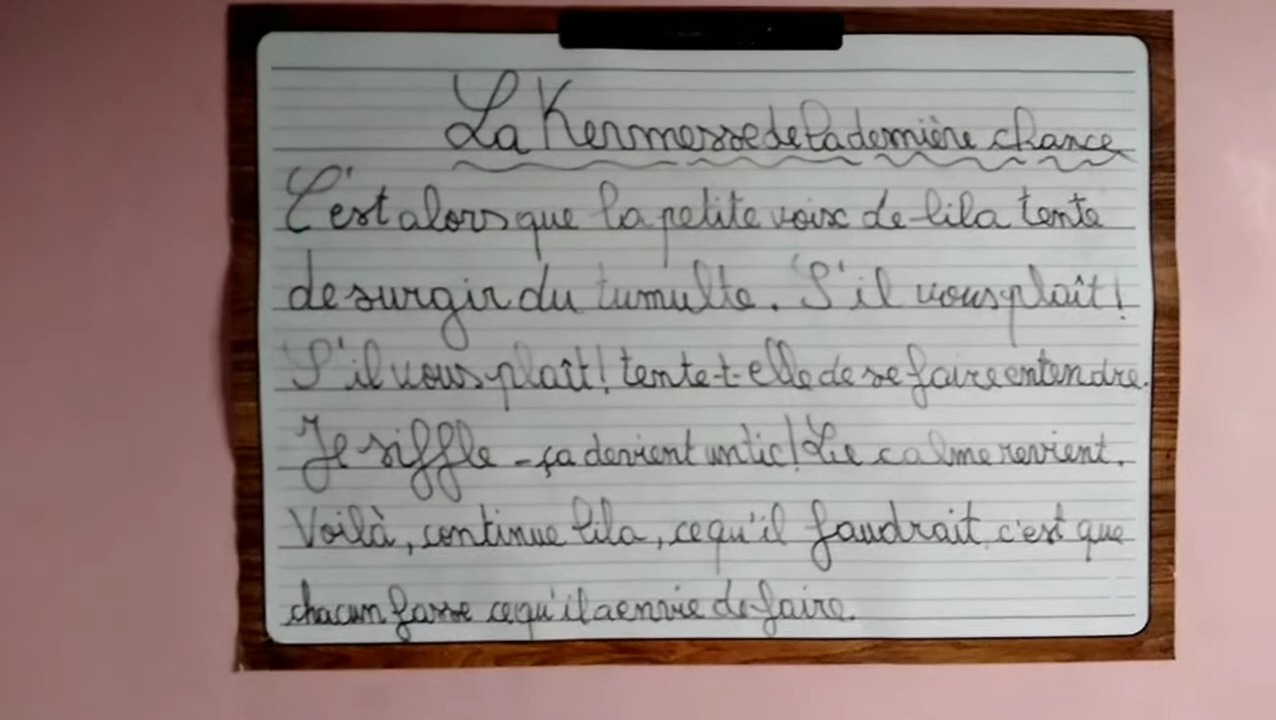 La Kermesse de la dernière chance
C'est alors que la petite voix de lila tente
de surgir du tumulte. S'il vous plaît!
S'il vous plaît! tente-t-elle de se faire entendre.
Je siffle - ça devient un tic! Le calme revient.
Voilà, continue lila, ce qu'il faudrait c'est que
chacun fasse ce qu'il a envie de faire.